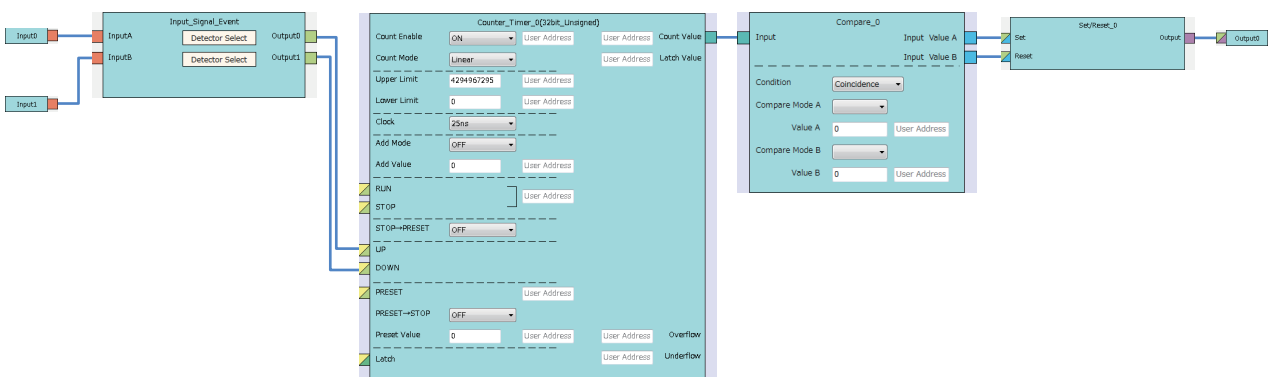 Input0
Input1
Input_Signal_Event
InputA
Detector Select
Output0
InputB
Detector Select
Output1
Counter_Timer_0(32bit_Unsigned)
Count Enable
ON
User Address
User Address
Count Value
Count Mode
Linear
User Address
Latch Value
Upper Limit
4294967295
User Address
Lower Limit
0
User Address
Clock
25ns
Add Mode
OFF
Add Value
0
User Address
RUN
User Address
STOP
STOP→PRESET
OFF
UP
DOWN
PRESET
User Address
PRESET→STOP
OFF
Preset Value
0
User Address
User Address
Overflow
Latch
User Address
Underflow
Compare_0
Input
Input Value A
Input Value B
Condition
Coincidence
Compare Mode A
Value A
0
User Address
Compare Mode B
Value B
0
User Address
Set/Reset_0
Set
Output
Reset
Output0